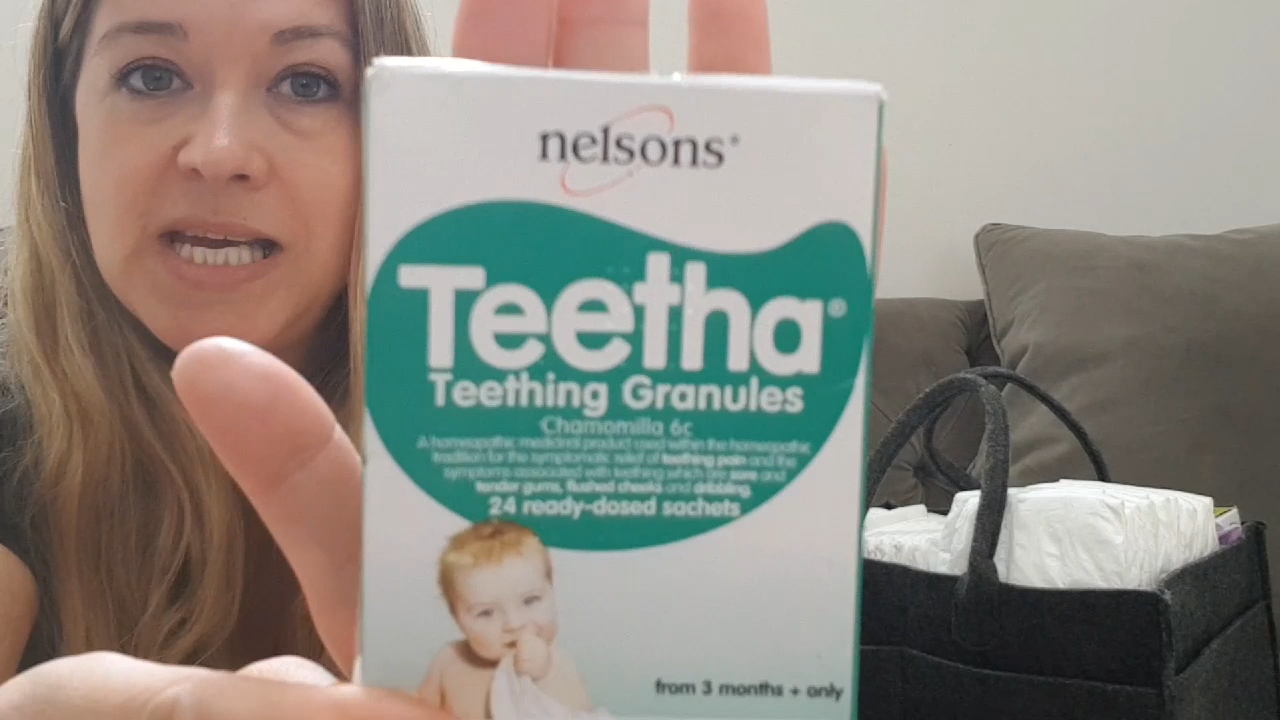 nelsons®
Teetha®
Teething Granules
Chamomilla 6c
A homeopathic medicinal product used within the homeopathic
tradition for the symptomatic relief of teething pain and the
symptoms associated with teething which are sore and
tender gums, flushed cheeks and dribbling.
24 ready-dosed sachets
from 3 months + only